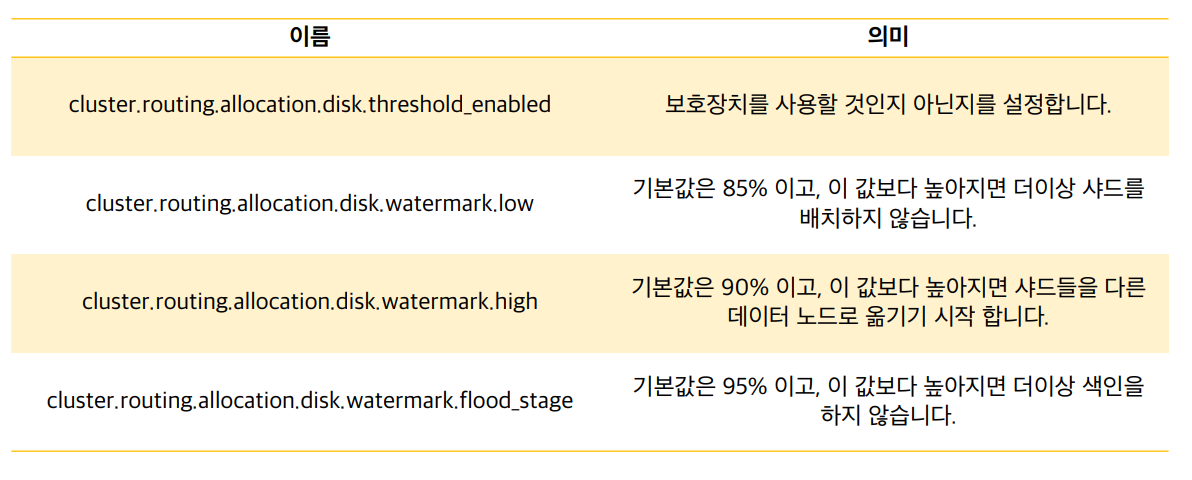 이름 의미
cluster.routing.allocation.disk.threshold_enabled 보호장치를 사용할 것인지 아닌지를 설정합니다.
cluster.routing.allocation.disk.watermark.low 기본값은 85% 이고, 이 값보다 높아지면 더이상 샤드를
배치하지 않습니다.
cluster.routing.allocation.disk.watermark.high 기본값은 90% 이고, 이 값보다 높아지면 샤드들을 다른
데이터 노드로 옮기기 시작 합니다.
cluster.routing.allocation.disk.watermark.flood_stage 기본값은 95% 이고, 이 값보다 높아지면 더이상 색인을
하지 않습니다.